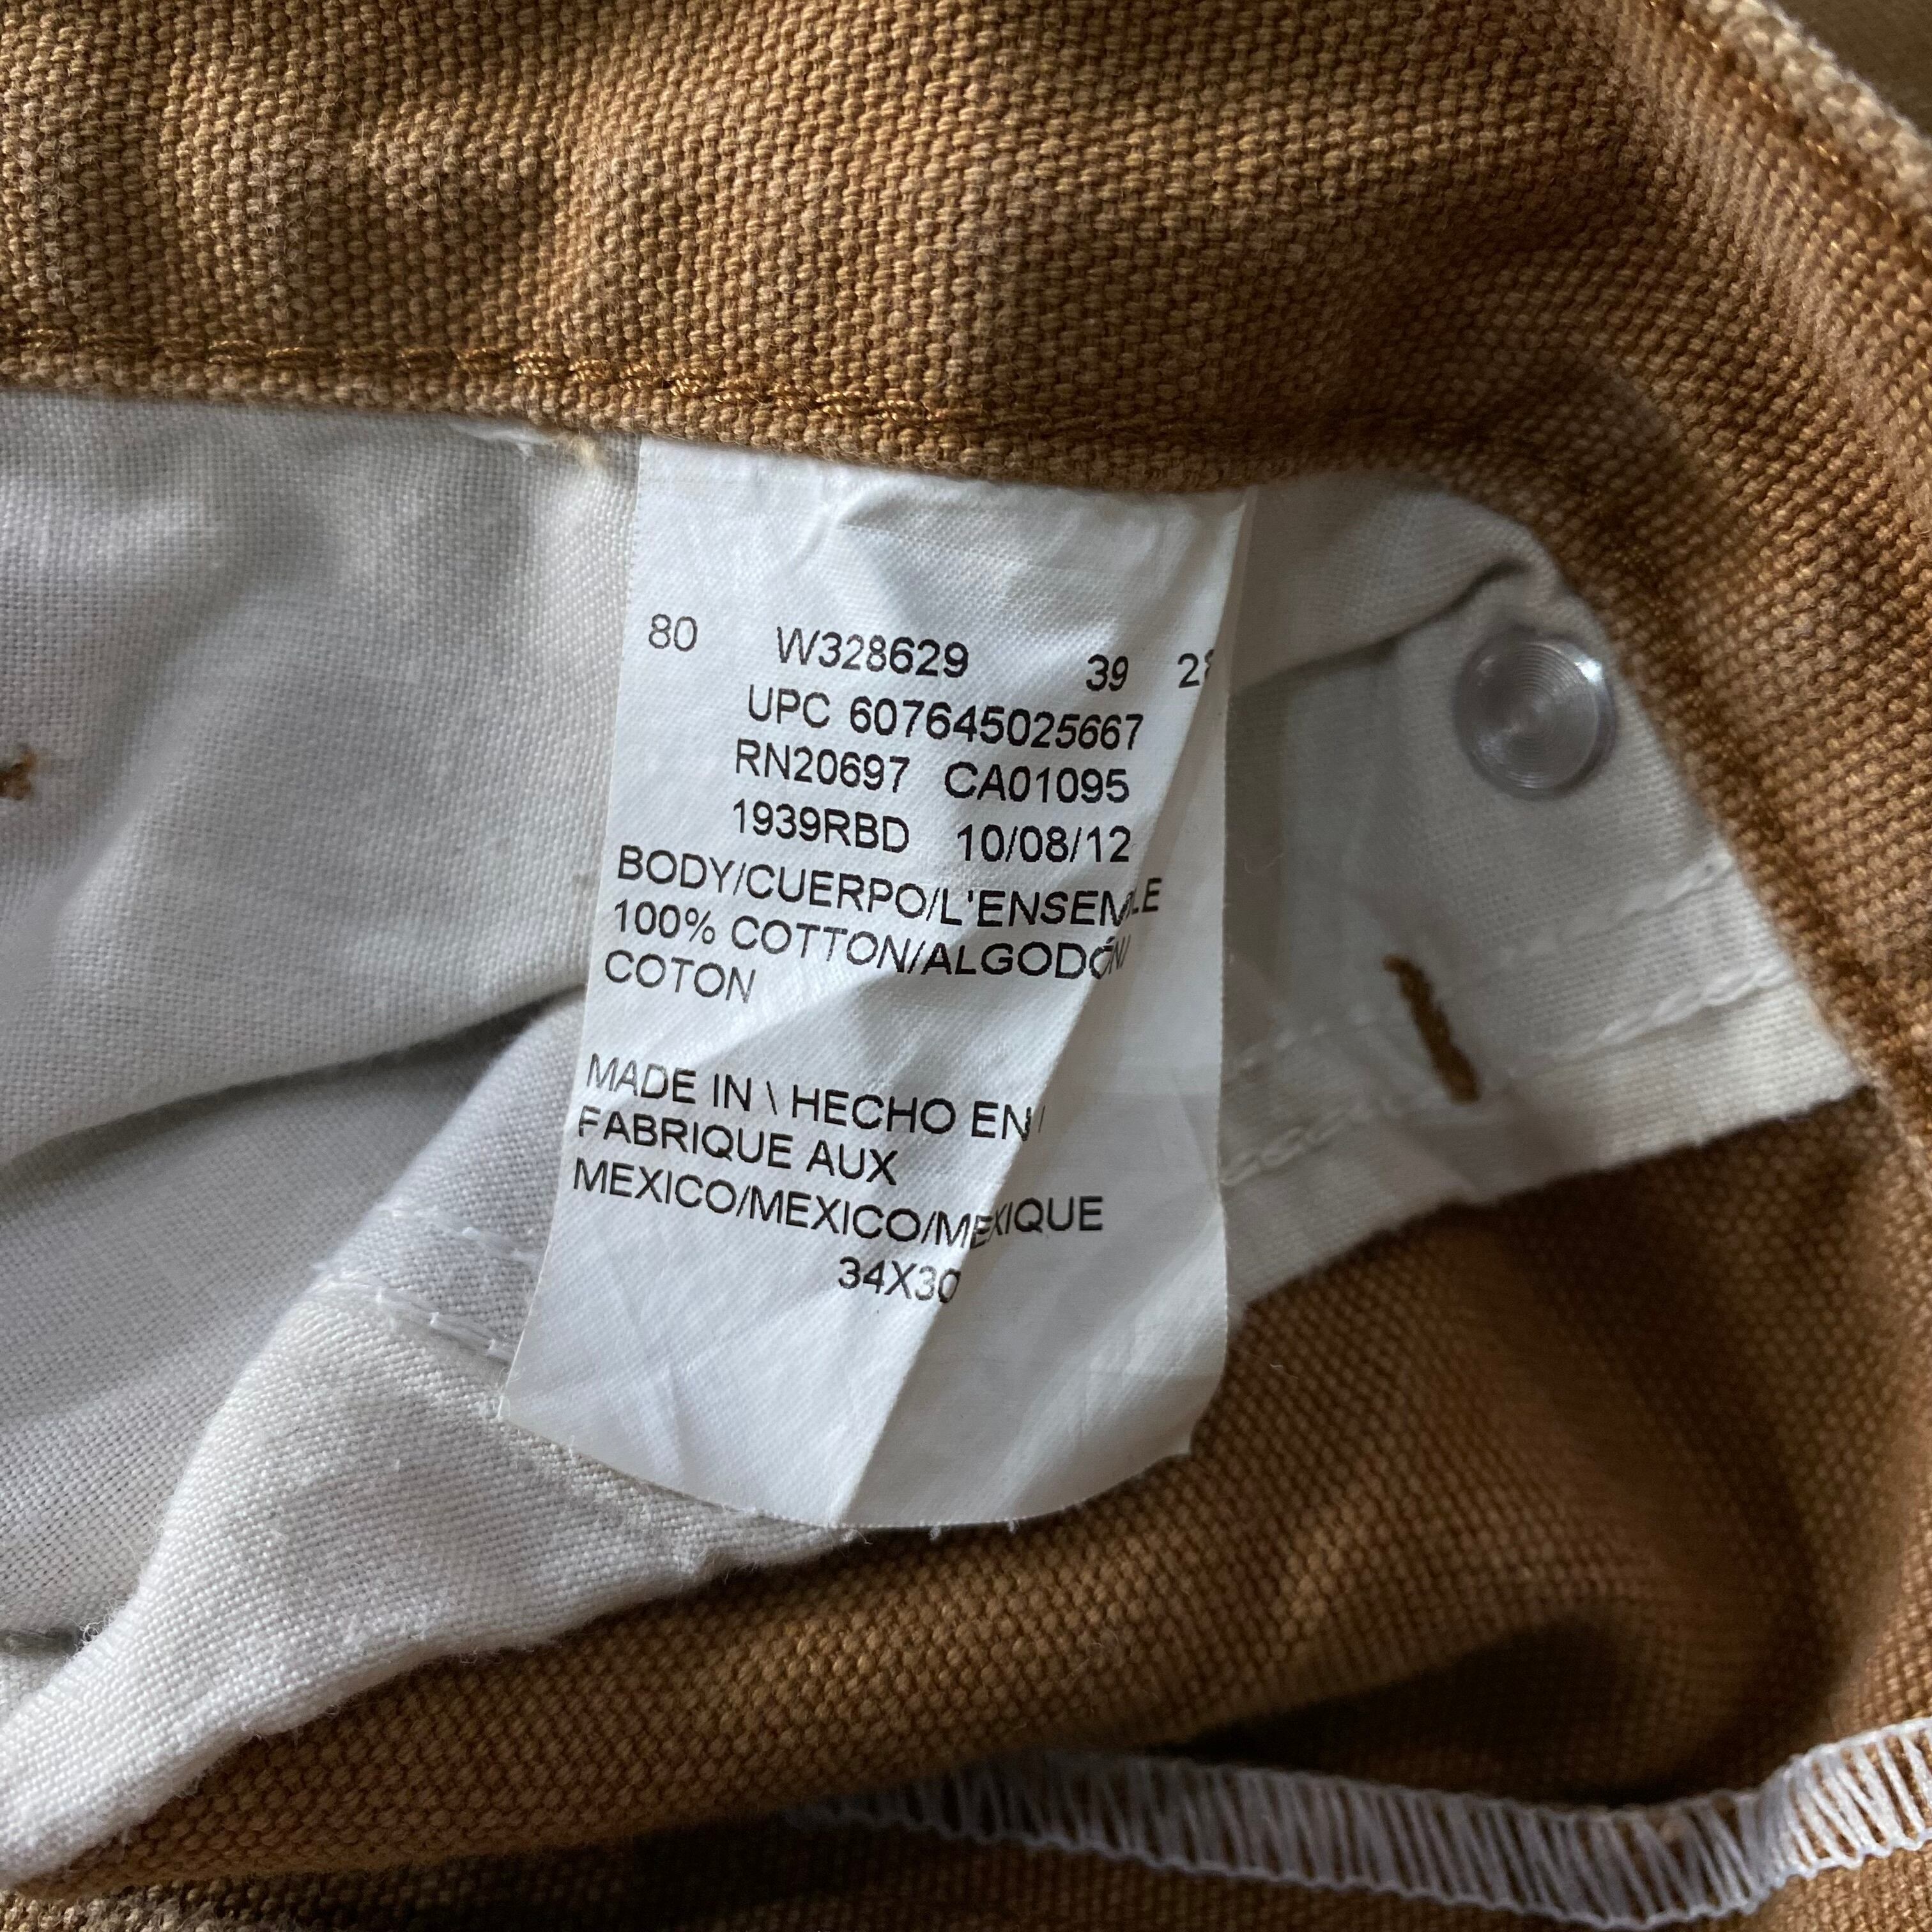 80 W328629 39
UPC 607645025667
RN20697 CA01095
1939RBD 10/08/12
BODY/CUERPO/L'ENSEMBLE
100% COTTON/ALGODÓN/
COTON
MADE IN \ HECHO EN
FABRIQUE AUX
MEXICO/MEXICO/MEXIQUE
34X30